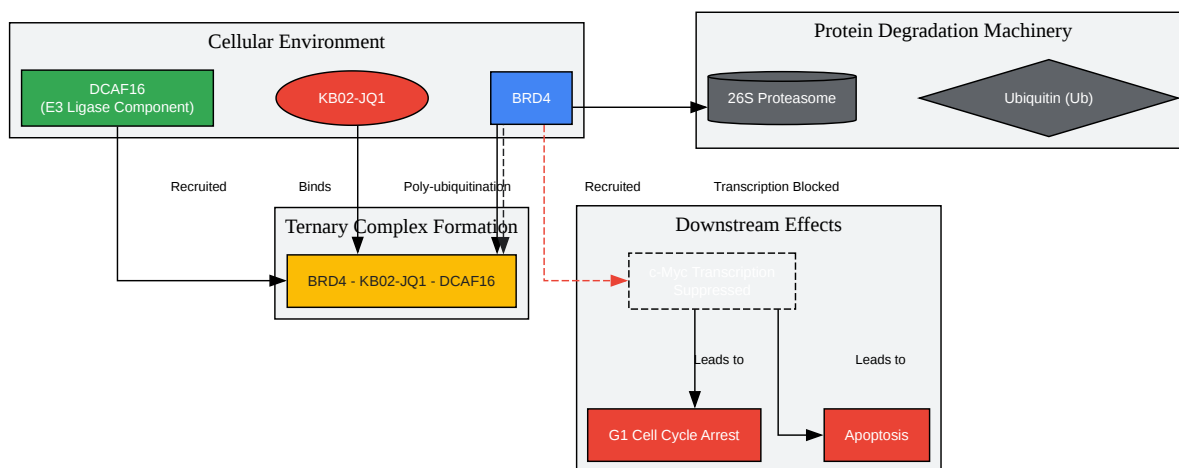 Cellular Environment
Protein Degradation Machinery
DCAF16
(E3 Ligase Component)
KB02-JQ1
BRD4
26S Proteasome
Ubiquitin (Ub)
Recruited
Binds
Poly-ubiquitination
Recruited
Transcription Blocked
Ternary Complex Formation
Downstream Effects
BRD4 - KB02-JQ1 - DCAF16
c-Myc Transcription
Suppressed
Leads to
Leads to
G1 Cell Cycle Arrest
Apoptosis